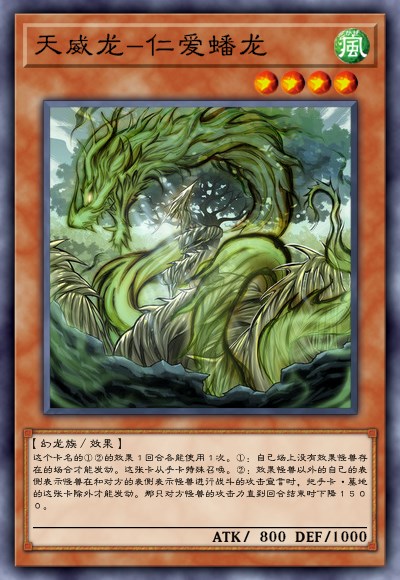 天威龙-仁爱蟠龙
風
【幻龙族/效果】
这个卡名的①②的效果1回合各能使用1次。①：自己场上没有效果怪兽存
在的场合才能发动。这张卡从手卡特殊召唤。②：效果怪兽以外的自己的表
侧表示怪兽在和对方的表侧表示怪兽进行战斗的攻击宣言时，把手卡·墓地
的这张卡除外才能发动。那只对方怪兽的攻击力直到回合结束时下降１５０
０。
ATK/ 800 DEF/1000